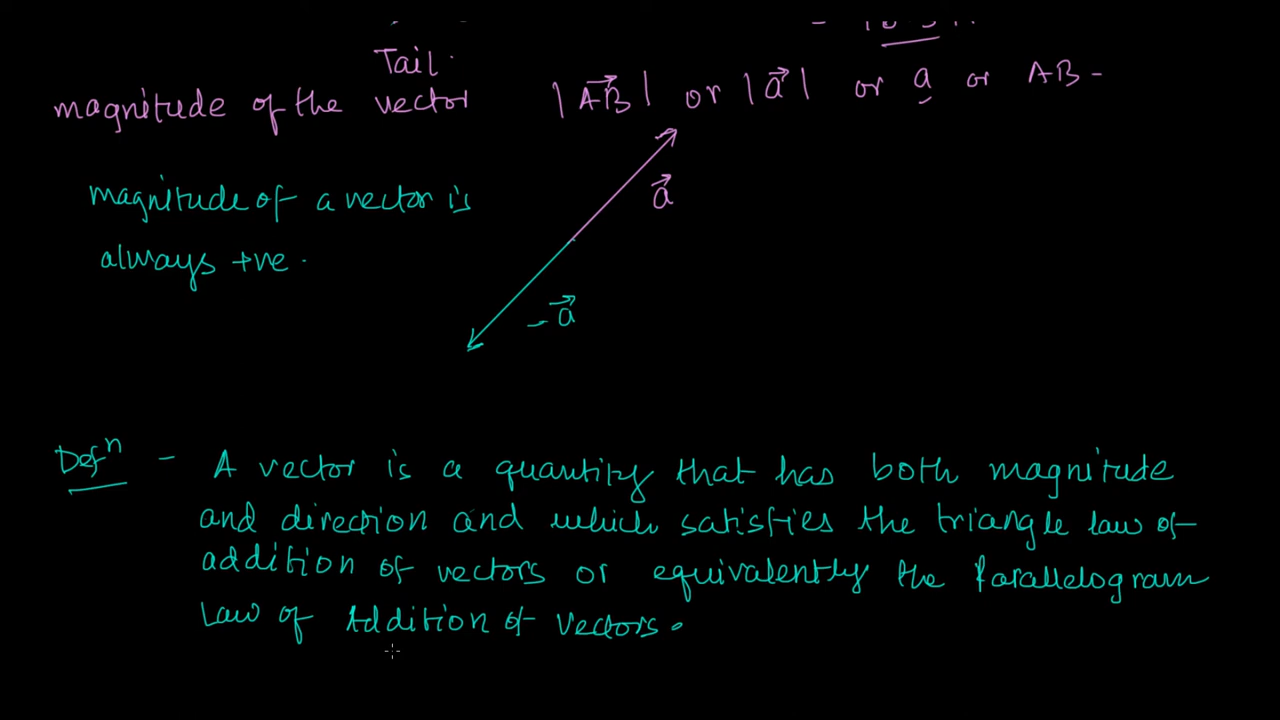 Tail.
magnitude of the vector |AB⃗| or |a⃗| or a or AB -
a⃗
magnitude of a vector is
always +ve.
-a⃗
Defⁿ - A vector is a quantity that has both magnitude
and direction and which satisfies the triangle law of
addition of vectors or equivalently the Parallelogram
Law of Addition of vectors.